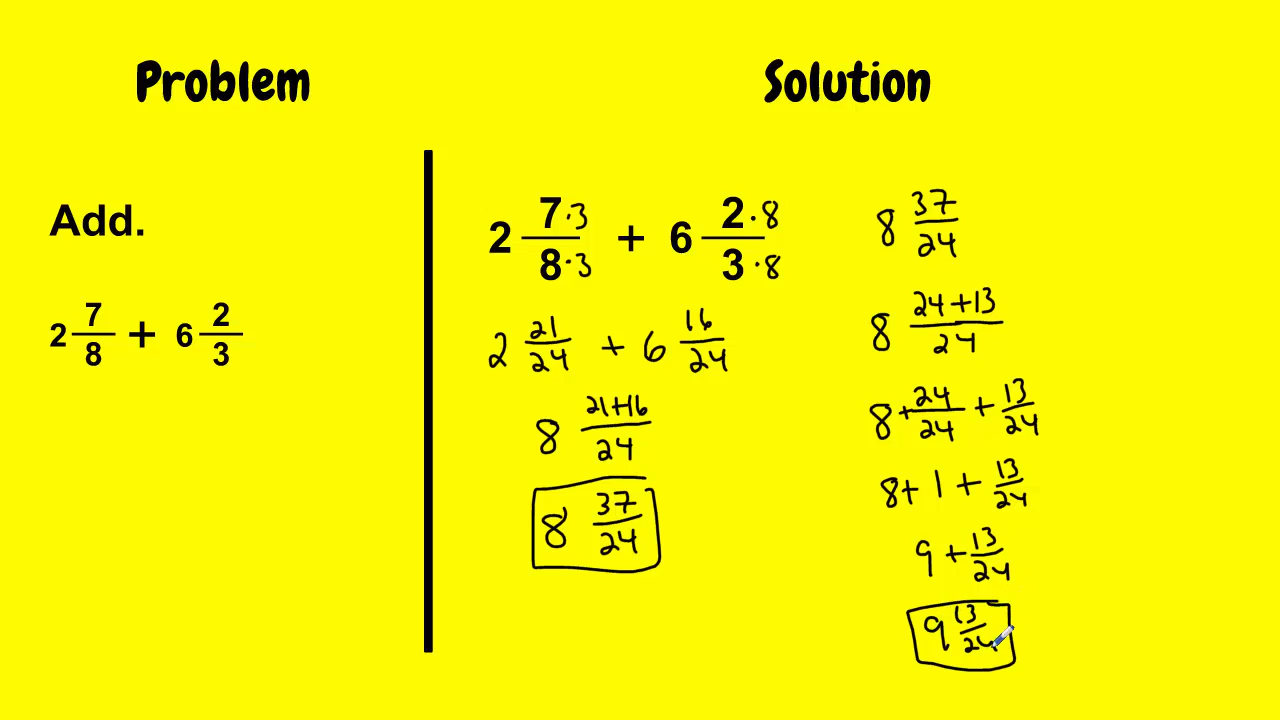 Problem
Add.
2 7/8 + 6 2/3
Solution
2 7·3/8·3 + 6 2·8/3·8
2 21/24 + 6 16/24
8 21+16/24
8 37/24
8 37/24
8 24+13/24
8 + 24/24 + 13/24
8 + 1 + 13/24
9 + 13/24
9 13/24